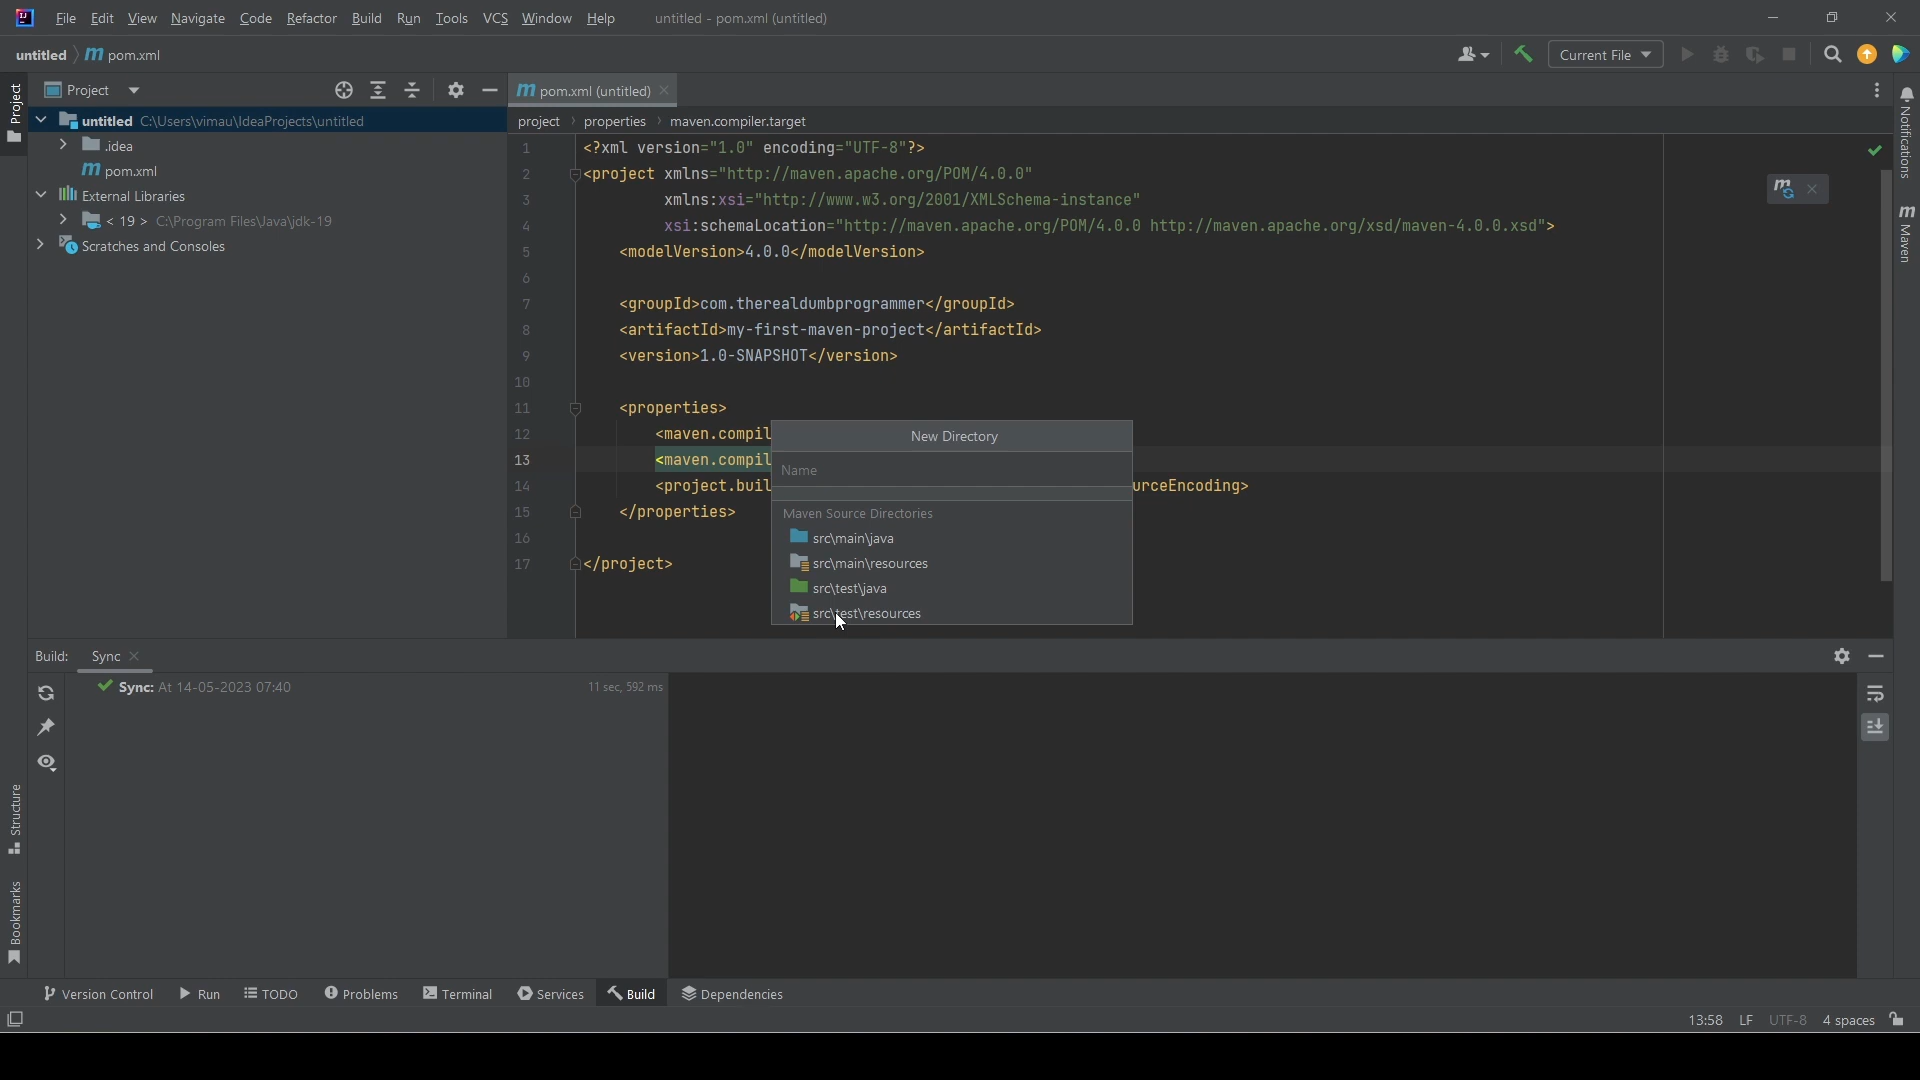 File Edit View Navigate Code Refactor Build Run Tools VCS Window Help untitled - pom.xml (untitled)
untitled pom.xml Current File
Project
Project
pom.xml (untitled)
Notifications
Maven
untitled C:\Users\vimau\IdeaProjects\untitled
.idea
pom.xml
External Libraries
< 19 > C:\Program Files\Java\jdk-19
Scratches and Consoles
project properties maven.compiler.target
1 <?xml version="1.0" encoding="UTF-8"?>
2 <project xmlns="http://maven.apache.org/POM/4.0.0"
3 xmlns:xsi="http://www.w3.org/2001/XMLSchema-instance"
4 xsi:schemaLocation="http://maven.apache.org/POM/4.0.0 http://maven.apache.org/xsd/maven-4.0.0.xsd">
5 <modelVersion>4.0.0</modelVersion>
6
7 <groupId>com.therealdumbprogrammer</groupId>
8 <artifactId>my-first-maven-project</artifactId>
9 <version>1.0-SNAPSHOT</version>
10
11 <properties>
12 <maven.compil
13 <maven.compil
14 <project.buil urceEncoding>
15 </properties>
16
17 </project>
New Directory
Name
Maven Source Directories
src\main\java
src\main\resources
src\test\java
src\test\resources
Build: Sync
Sync: At 14-05-2023 07:40 11 sec, 592 ms
Structure
Bookmarks
Version Control Run TODO Problems Terminal Services Build Dependencies
13:58 LF UTF-8 4 spaces